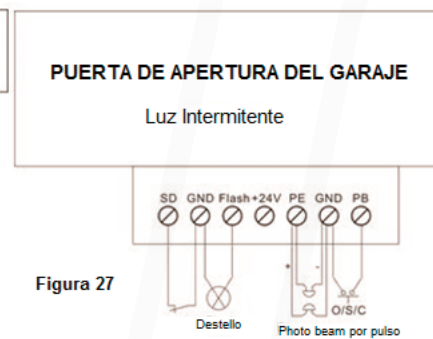 PUERTA DE APERTURA DEL GARAJE
Luz Intermitente
SD GND Flash +24V PE GND PB
+ -
O/S/C
Figura 27
Destello
Photo beam por pulso